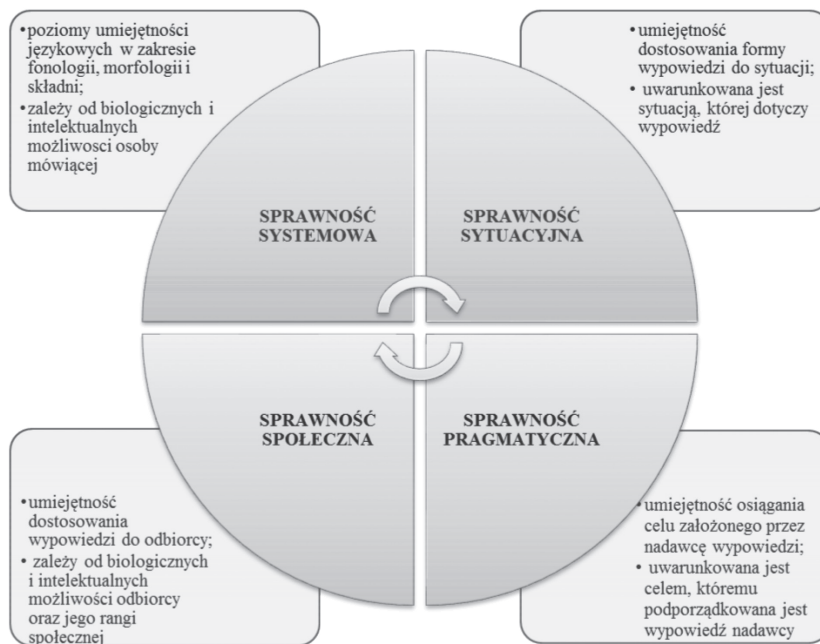 •poziomy umiejętności
językowych w zakresie
fonologii, morfologii i
składni;
•zależy od biologicznych i
intelektualnych
możliwosci osoby
mówiącej
•umiejętność
dostosowania formy
wypowiedzi do sytuacji;
• uwarunkowana jest
sytuacją, której dotyczy
wypowiedź
SPRAWNOŚĆ
SYSTEMOWA
SPRAWNOŚĆ
SYTUACYJNA
SPRAWNOŚĆ
SPOŁECZNA
SPRAWNOŚĆ
PRAGMATYCZNA
•umiejętność
dostosowania
wypowiedzi do odbiorcy;
• zależy od biologicznych
i intelektualnych
możliwości odbiorcy
oraz jego rangi
społecznej
•umiejętność osiągania
celu założonego przez
nadawcę wypowiedzi;
• uwarunkowana jest
celem, któremu
podporządkowana jest
wypowiedź nadawcy